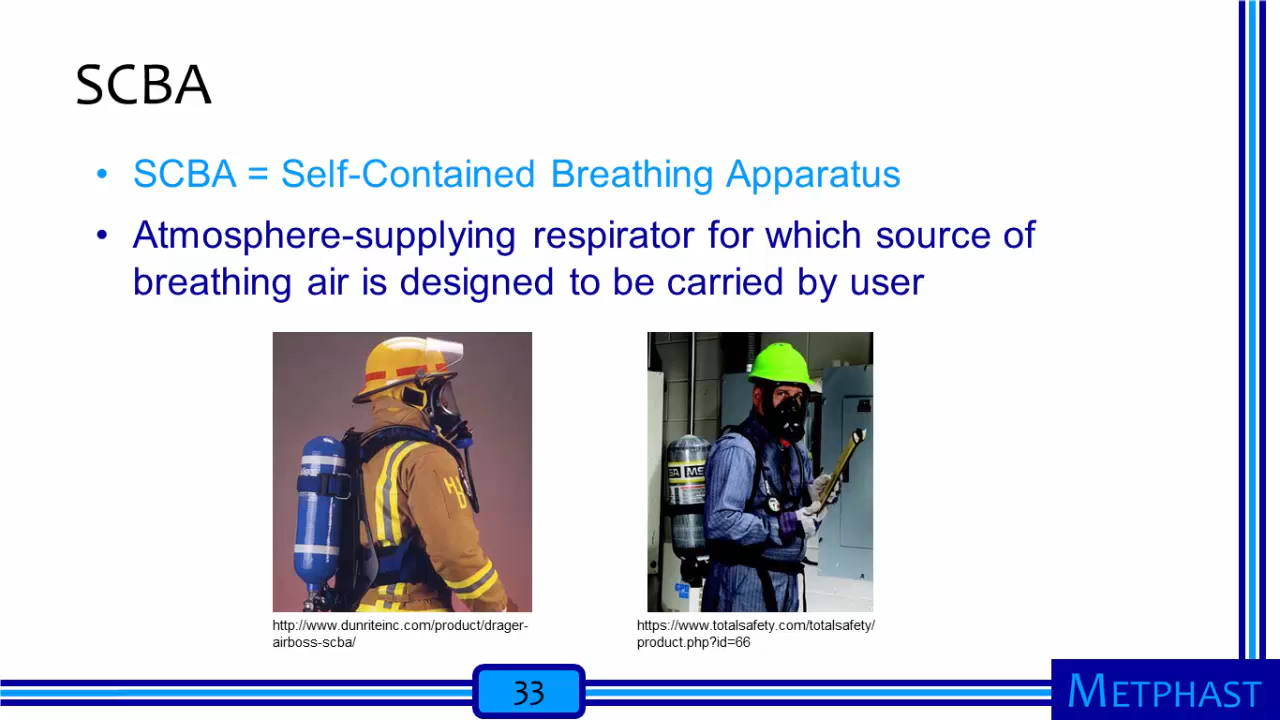 SCBA
• SCBA = Self-Contained Breathing Apparatus
• Atmosphere-supplying respirator for which source of
breathing air is designed to be carried by user
http://www.dunriteinc.com/product/drager-
airboss-scba/
https://www.totalsafety.com/totalsafety/
product.php?id=66
33
METPHAST